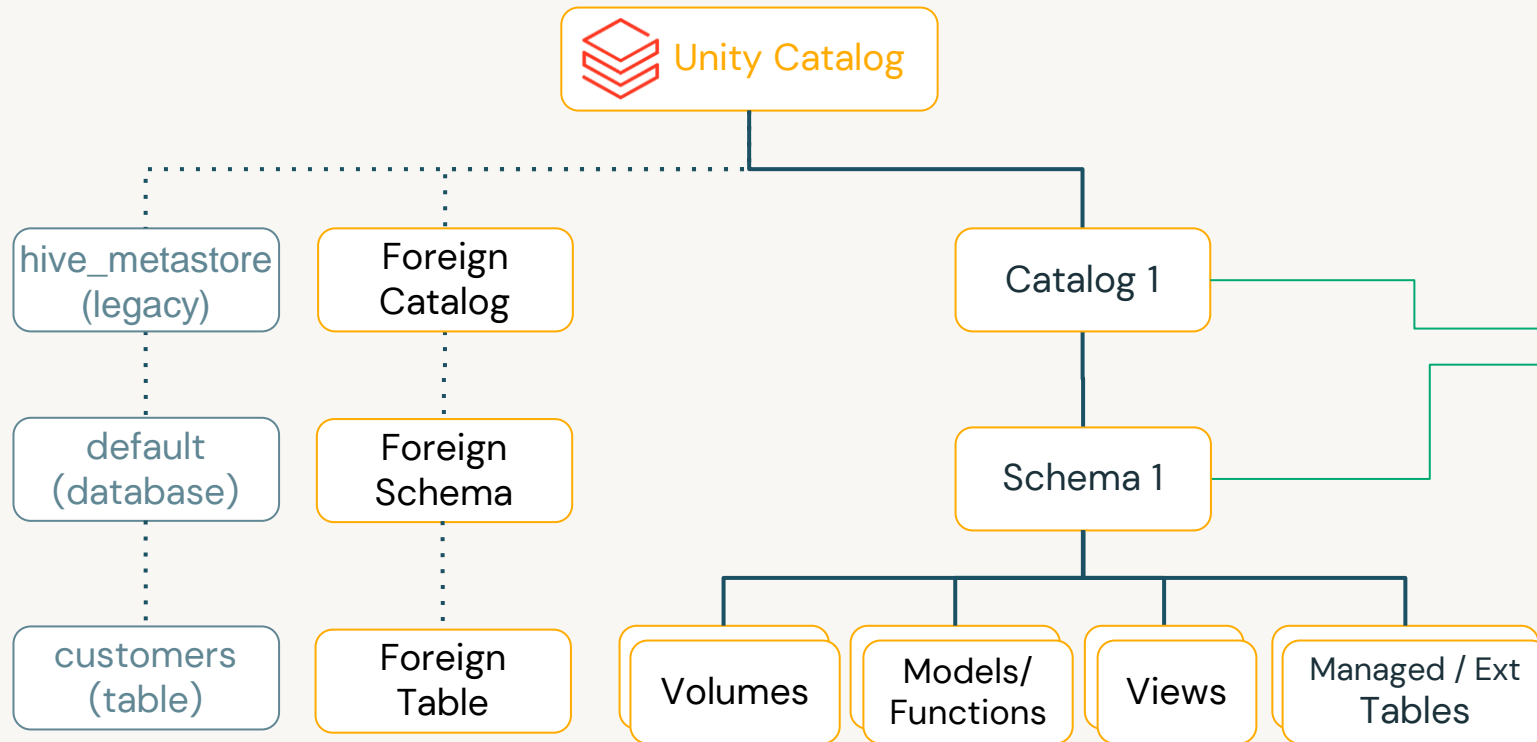 Unity Catalog
hive_metastore
(legacy)
Foreign
Catalog
Catalog 1
default
(database)
Foreign
Schema
Schema 1
customers
(table)
Foreign
Table
Volumes
Models/
Functions
Views
Managed / Ext
Tables